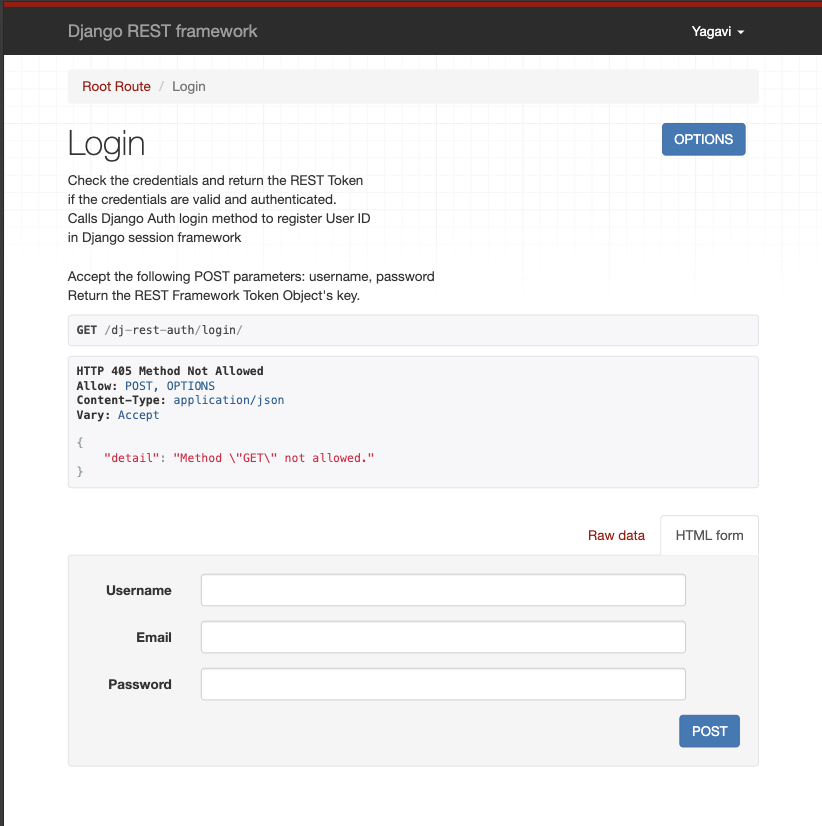 Django REST framework
Yagavi
Root Route / Login
Login
OPTIONS
Check the credentials and return the REST Token
if the credentials are valid and authenticated.
Calls Django Auth login method to register User ID
in Django session framework
Accept the following POST parameters: username, password
Return the REST Framework Token Object's key.
GET /dj-rest-auth/login/
HTTP 405 Method Not Allowed
Allow: POST, OPTIONS
Content-Type: application/json
Vary: Accept
{
"detail": "Method \"GET\" not allowed."
}
Raw data
HTML form
Username
Email
Password
POST